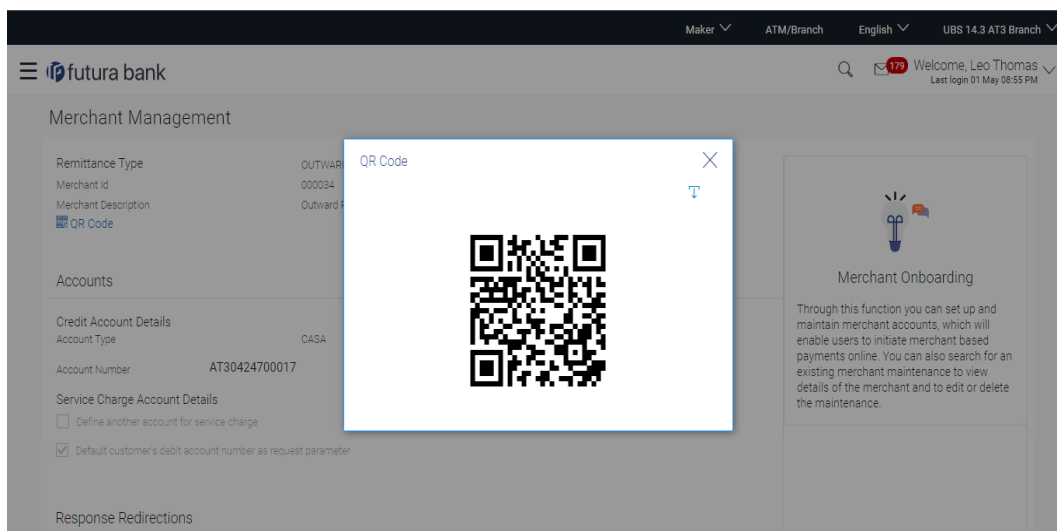 Maker ATM/Branch English UBS 14.3 AT3 Branch
futura bank
179 Welcome, Leo Thomas
Last login 01 May 08:55 PM
Merchant Management
Remittance Type
Merchant Id 000034
Merchant Description Outward
QR Code
Accounts
Credit Account Details
Account Type CASA
Account Number AT30424700017
Service Charge Account Details
Define another account for service charge
Default customer's debit account number as request parameter
Response Redirections
QR Code
Merchant Onboarding
Through this function you can set up and
maintain merchant accounts, which will
enable users to initiate merchant based
payments online. You can also search for an
existing merchant maintenance to view
details of the merchant and to edit or delete
the maintenance.